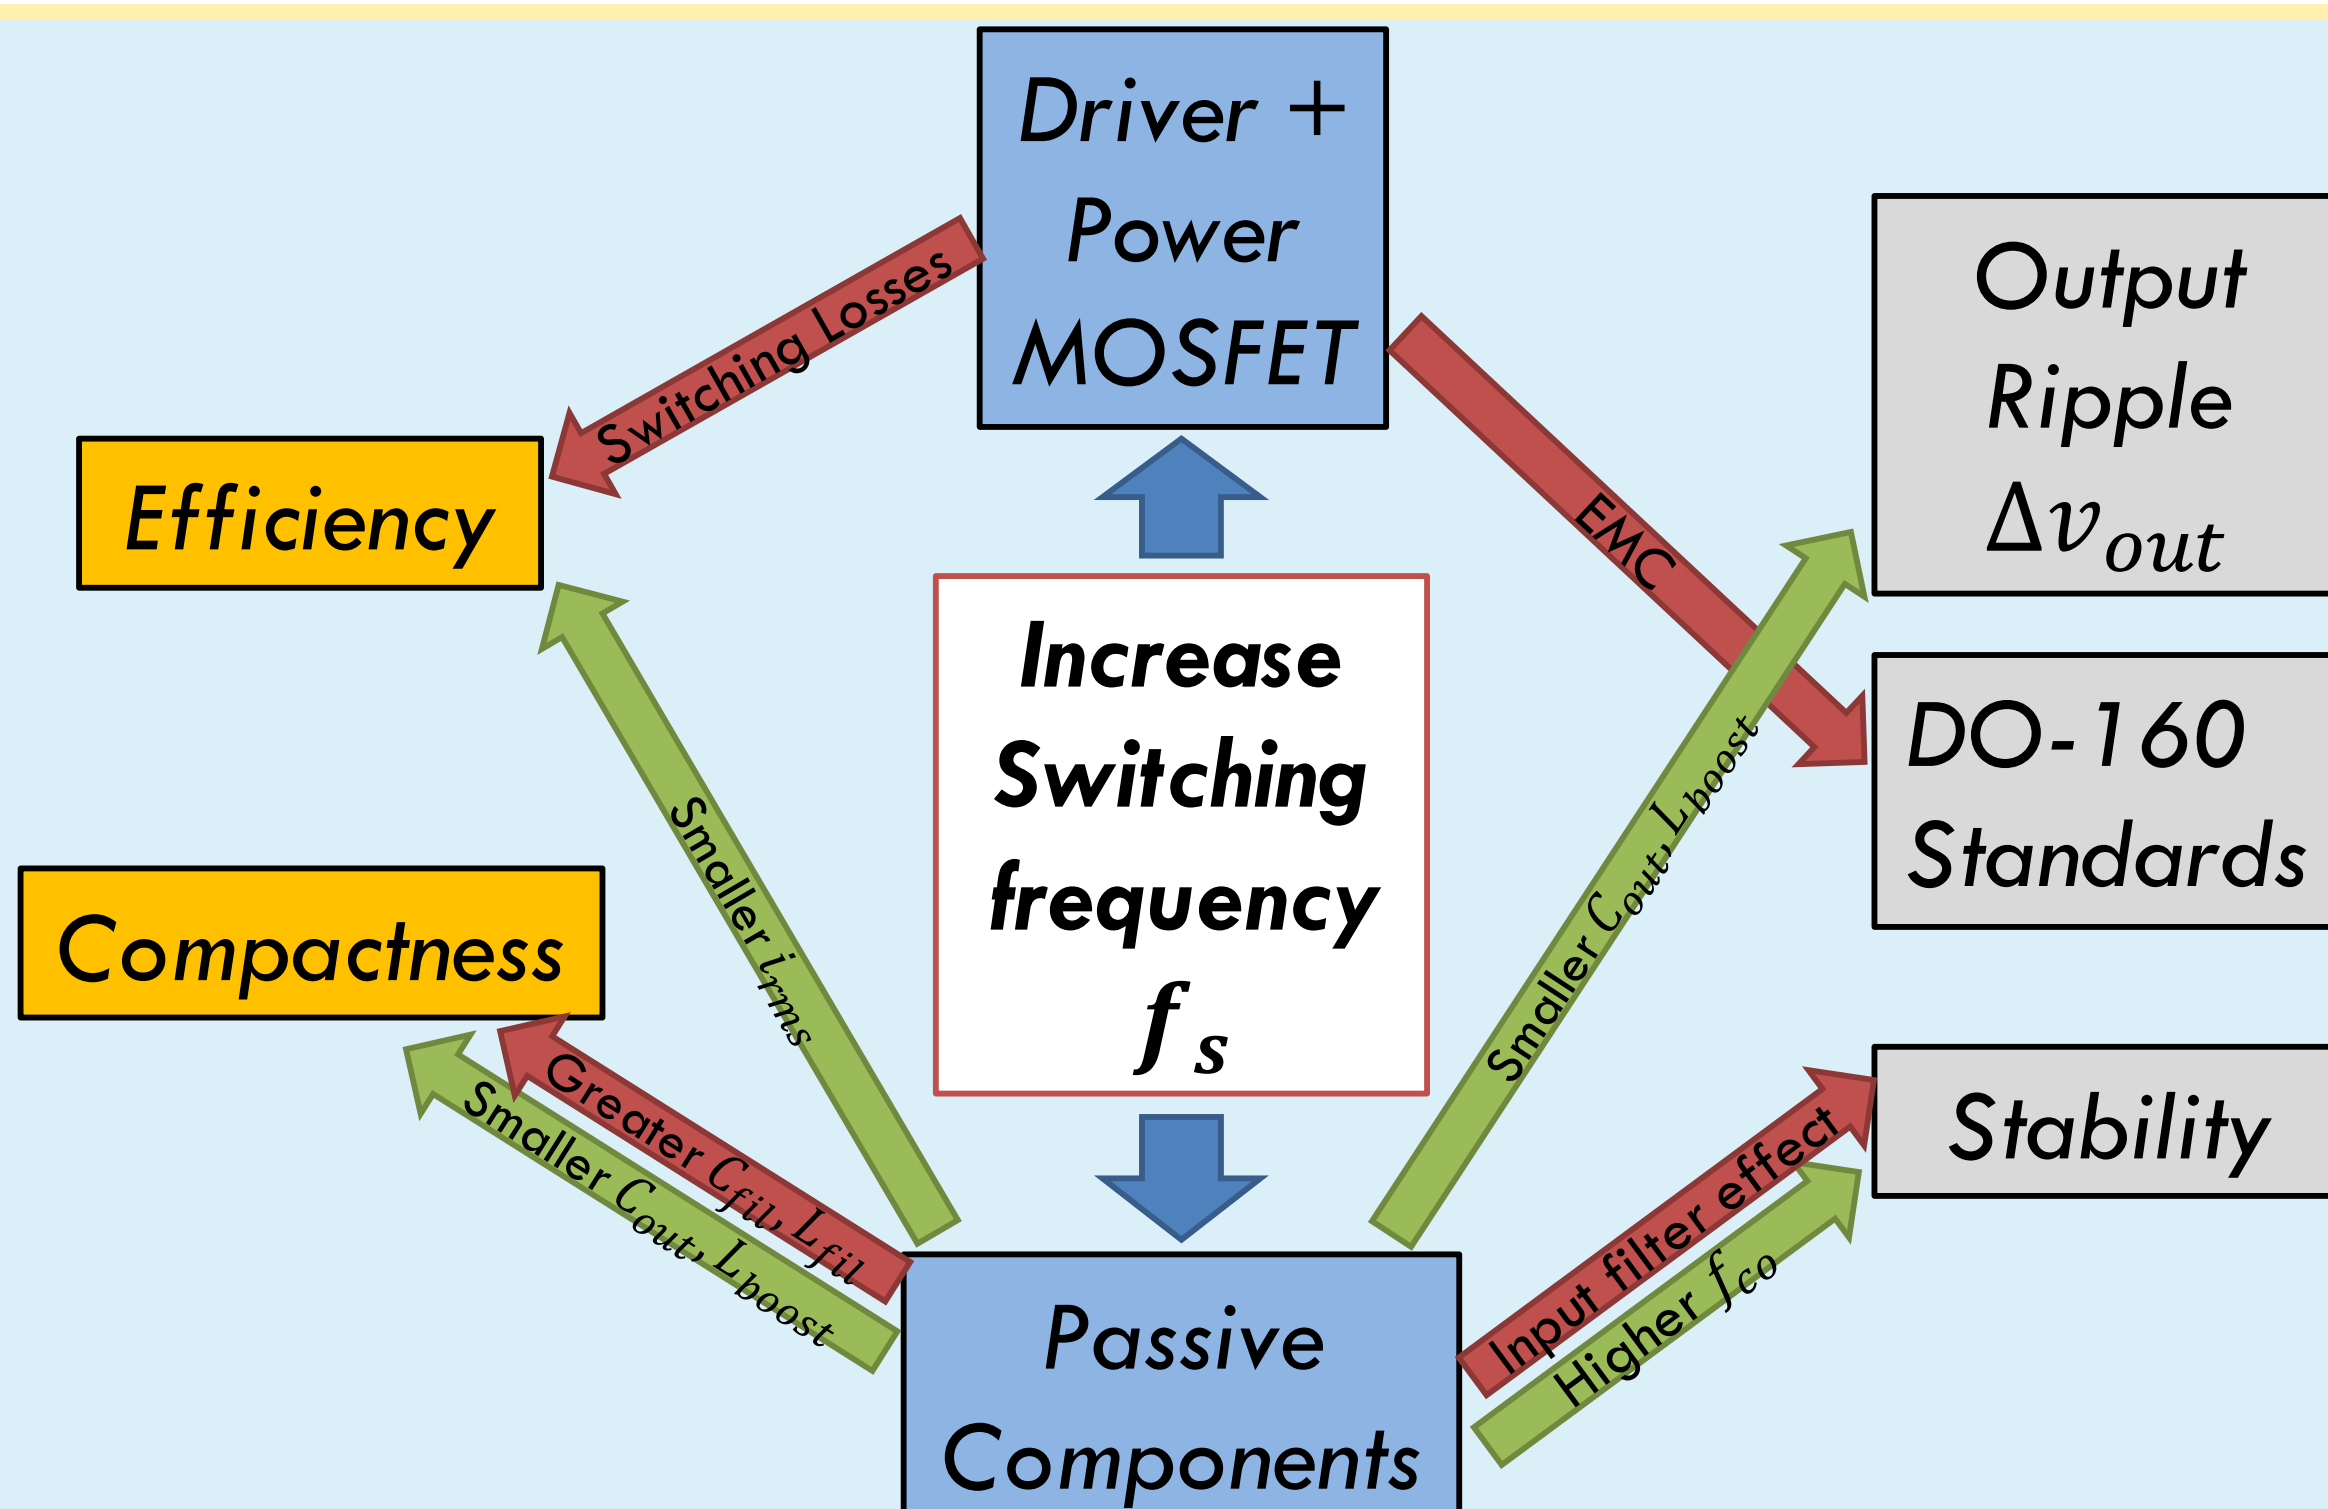 Driver +
Power
MOSFET
Switching Losses
Efficiency
EMC
Output
Ripple
Δv_out
Increase
Switching
frequency
f_s
DO-160
Standards
Smaller i_rms
Smaller C_out, L_boost
Compactness
Greater C_fil, L_fil
Smaller C_out, L_boost
Stability
Input filter effect
Higher f_co
Passive
Components